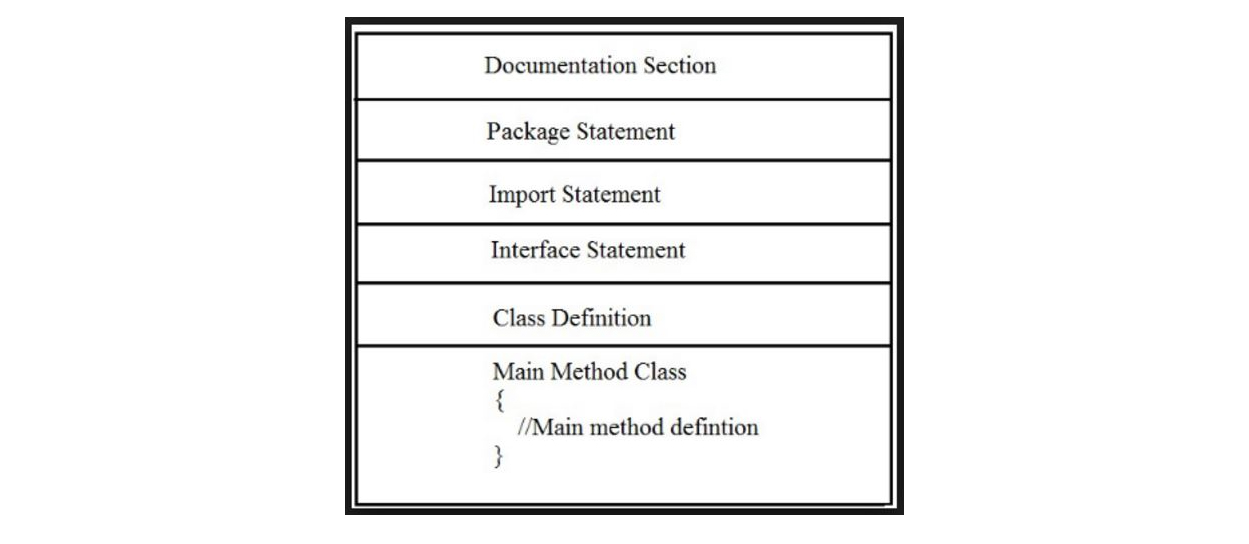 Documentation Section
Package Statement
Import Statement
Interface Statement
Class Definition
Main Method Class
{
//Main method defintion
}